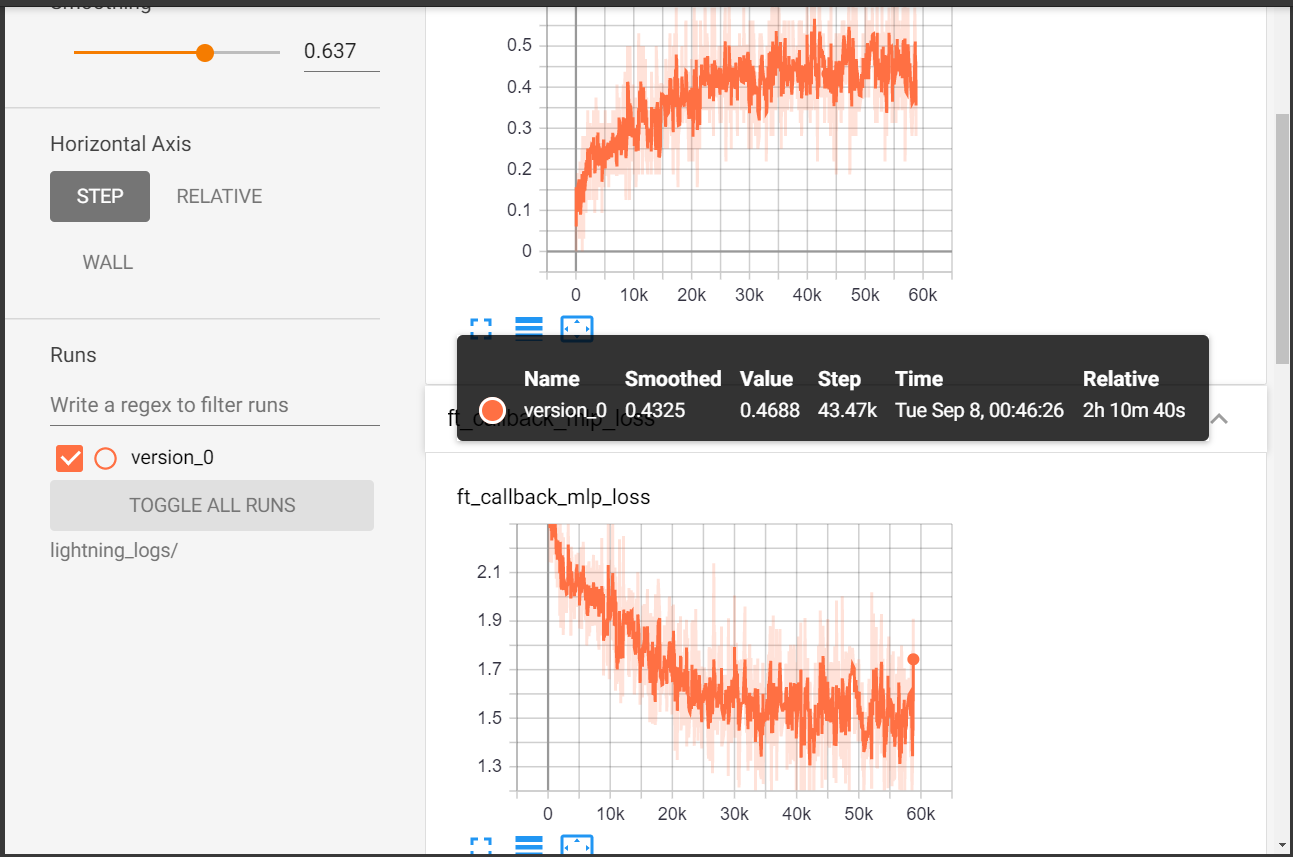 Smoothing
0.637
Horizontal Axis
STEP RELATIVE
WALL
Runs
Write a regex to filter runs
version_0
TOGGLE ALL RUNS
lightning_logs/
0.5
0.4
0.3
0.2
0.1
0
0 10k 20k 30k 40k 50k 60k
Name Smoothed Value Step Time Relative
version_0 0.4325 0.4688 43.47k Tue Sep 8, 00:46:26 2h 10m 40s
ft_callback_mlp_loss
ft_callback_mlp_loss
2.1
1.9
1.7
1.5
1.3
0 10k 20k 30k 40k 50k 60k